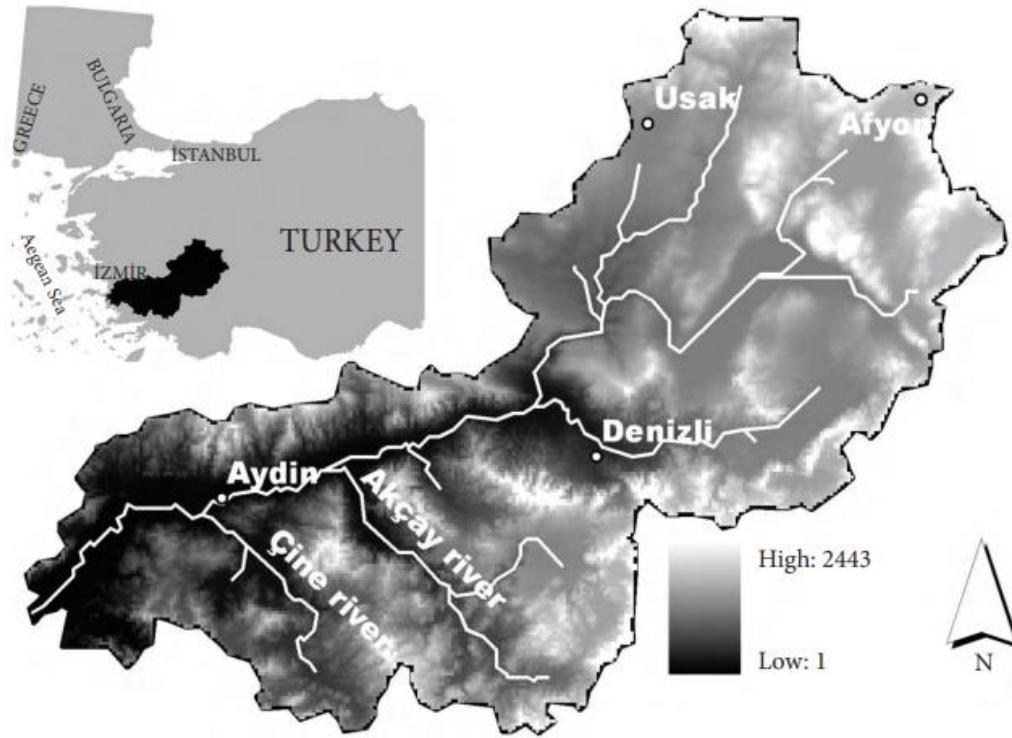 GREECE
BULGARIA
İSTANBUL
TURKEY
Aegean Sea
İZMİR
Usak
Afyon
Denizli
Aydin
Akçay river
Çine river
High: 2443
Low: 1
N